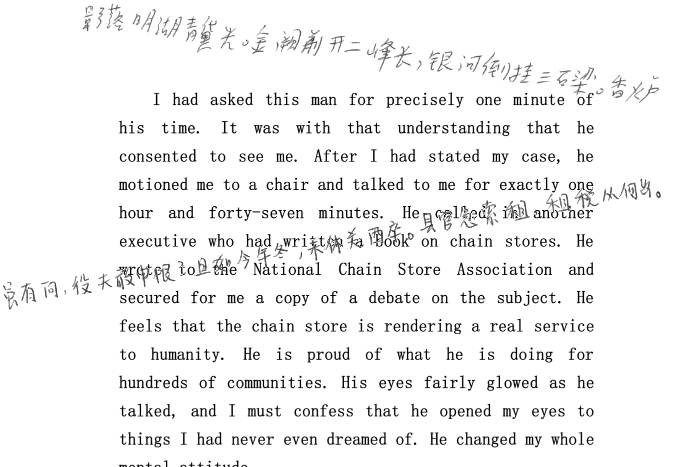 影落明湖青黛光。金阙前开二峰长，银河倒挂三石梁。香炉
I had asked this man for precisely one minute of
his time. It was with that understanding that he
consented to see me. After I had stated my case, he
motioned me to a chair and talked to me for exactly one
hour and forty-seven minutes. He called in another
executive who had written a book on chain stores. He
虽有问，役夫敢申恨？且如今年冬，未休关西卒。县官急索租，租税从何出。
wrote to the National Chain Store Association and
secured for me a copy of a debate on the subject. He
feels that the chain store is rendering a real service
to humanity. He is proud of what he is doing for
hundreds of communities. His eyes fairly glowed as he
talked, and I must confess that he opened my eyes to
things I had never even dreamed of. He changed my whole
mental attitude.